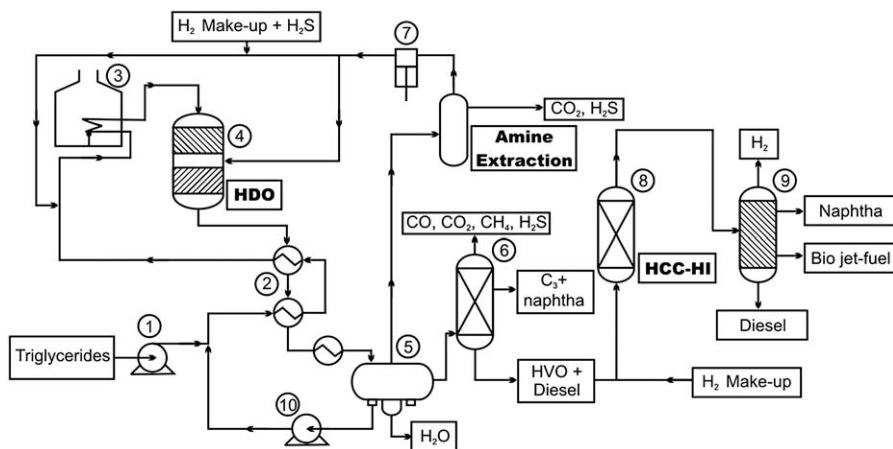 H₂ Make-up + H₂S
7
3
CO₂, H₂S
Amine
Extraction
H₂
4
HDO
8
9
CO, CO₂, CH₄, H₂S
6
Naphtha
HCC-HI
Bio jet-fuel
2
C₃+
naphtha
1
Triglycerides
5
Diesel
HVO +
Diesel
H₂ Make-up
10
H₂O